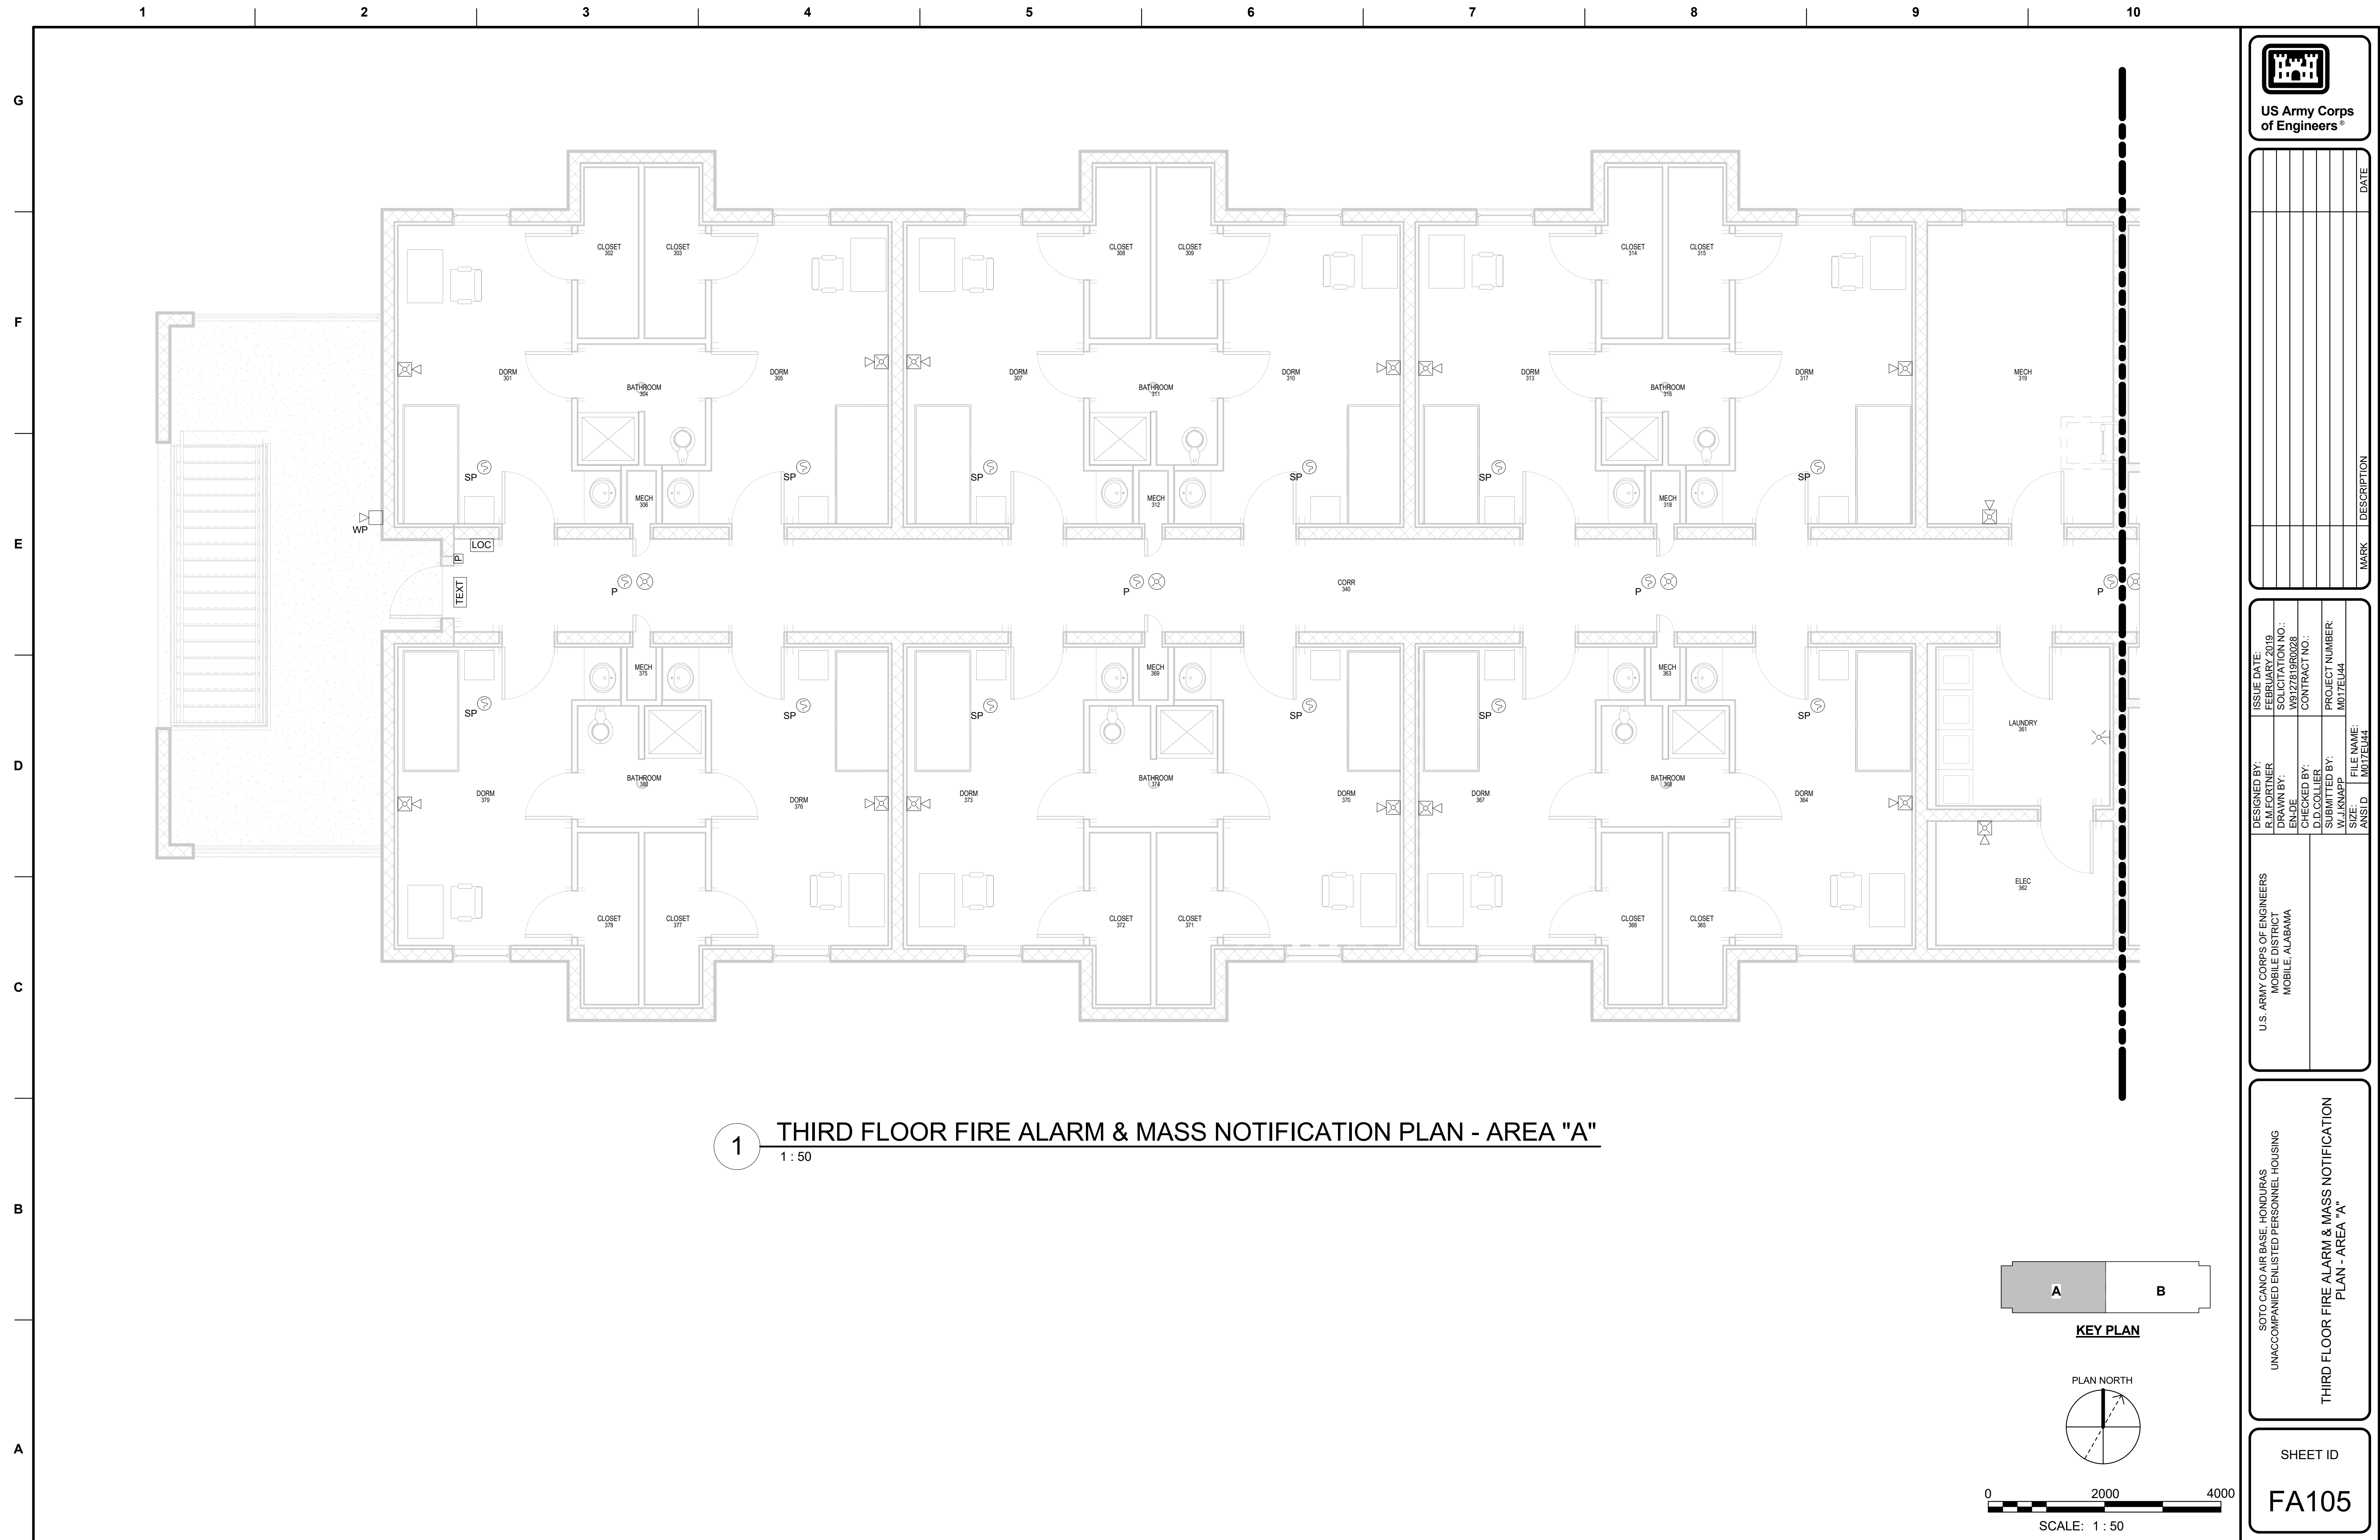 1 2 3 4 5 6 7 8 9 10
G
F
E
D
C
B
A
CLOSET
302
CLOSET
303
CLOSET
308
CLOSET
309
CLOSET
314
CLOSET
315
DORM
301
BATHROOM
304
DORM
305
DORM
307
BATHROOM
311
DORM
310
DORM
313
BATHROOM
316
DORM
317
MECH
319
SP
SP
SP
SP
SP
SP
MECH
306
MECH
312
MECH
318
WP
LOC
P
TEXT
P
P
CORR
340
P
P
MECH
375
MECH
369
MECH
363
SP
SP
SP
SP
SP
SP
LAUNDRY
361
DORM
379
BATHROOM
380
DORM
376
DORM
373
BATHROOM
374
DORM
370
DORM
367
BATHROOM
368
DORM
364
ELEC
362
CLOSET
378
CLOSET
377
CLOSET
372
CLOSET
371
CLOSET
366
CLOSET
365
1
THIRD FLOOR FIRE ALARM & MASS NOTIFICATION PLAN - AREA "A"
1 : 50
A
B
KEY PLAN
PLAN NORTH
0 2000 4000
SCALE: 1 : 50
US Army Corps
of Engineers ®
MARK DESCRIPTION DATE
DESIGNED BY:
R.M.FORTNER
DRAWN BY:
EN-DE
CHECKED BY:
D.D.COLLIER
SUBMITTED BY:
W.J.KNAPP
SIZE:
ANSI D
ISSUE DATE:
FEBRUARY 2019
SOLICITATION NO.:
W9127819R0028
CONTRACT NO.:
PROJECT NUMBER:
M017EU44
FILE NAME:
M017EU44
U.S. ARMY CORPS OF ENGINEERS
MOBILE DISTRICT
MOBILE, ALABAMA
SOTO CANO AIR BASE, HONDURAS
UNACCOMPANIED ENLISTED PERSONNEL HOUSING
THIRD FLOOR FIRE ALARM & MASS NOTIFICATION
PLAN - AREA "A"
SHEET ID
FA105